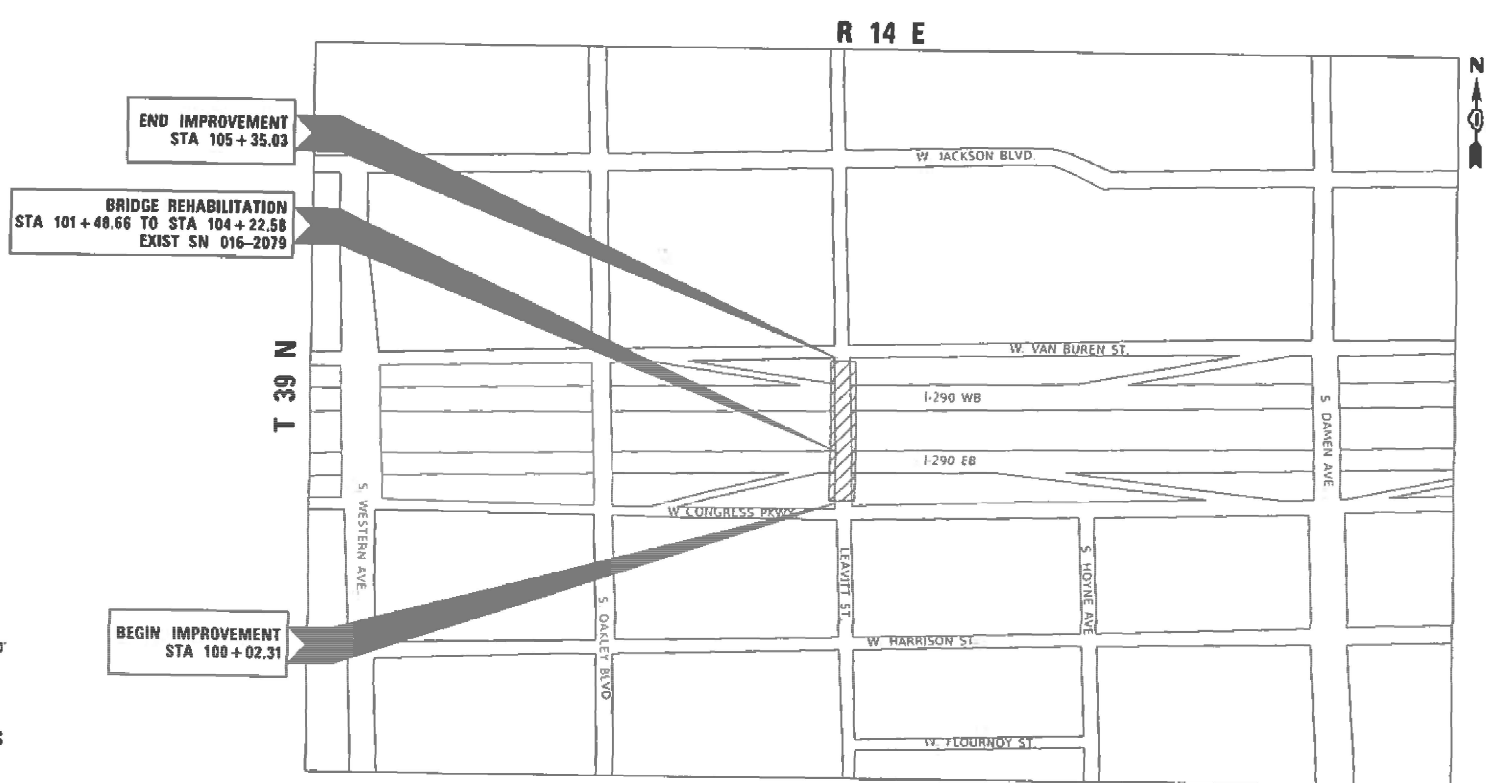 R 14 E
N
END IMPROVEMENT
STA 105+35.03
W. JACKSON BLVD.
BRIDGE REHABILITATION
STA 101+48.66 TO STA 104+22.58
EXIST SN 016-2079
T 39 N
W. VAN BUREN ST.
I-290 WB
S. DAMEN AVE.
I-290 EB
S. WESTERN AVE.
W CONGRESS PKWY.
LEAVITT ST.
S HOYNE AVE
BEGIN IMPROVEMENT
STA 100+02.31
S OAKLEY BLVD
W HARRISON ST.
W. FLOURNOY ST.
S